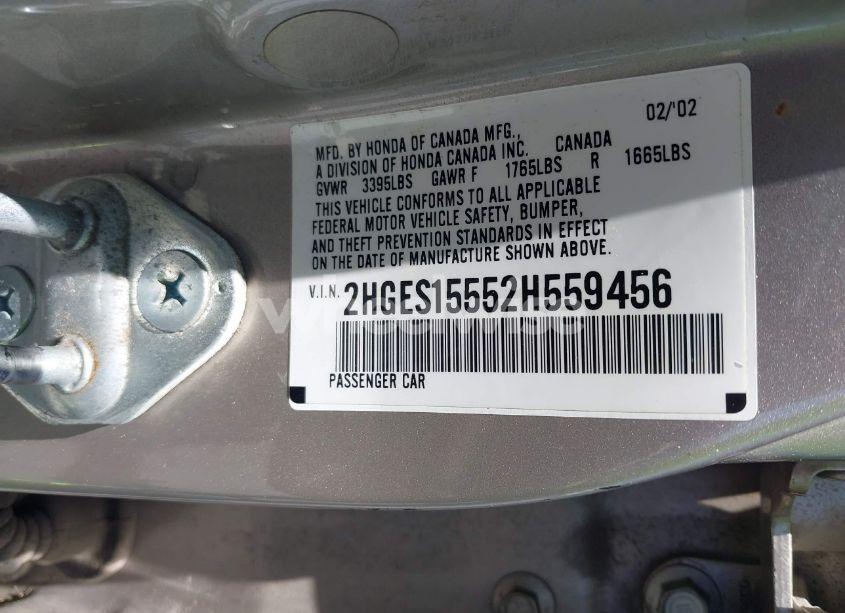 02/'02
MFD. BY HONDA OF CANADA MFG.,
A DIVISION OF HONDA CANADA INC. CANADA
GVWR 3395LBS GAWR F 1765LBS R 1665LBS
THIS VEHICLE CONFORMS TO ALL APPLICABLE
FEDERAL MOTOR VEHICLE SAFETY, BUMPER,
AND THEFT PREVENTION STANDARDS IN EFFECT
ON THE DATE OF MANUFACTURE SHOWN ABOVE.
V.I.N. 2HGES15552H559456
PASSENGER CAR